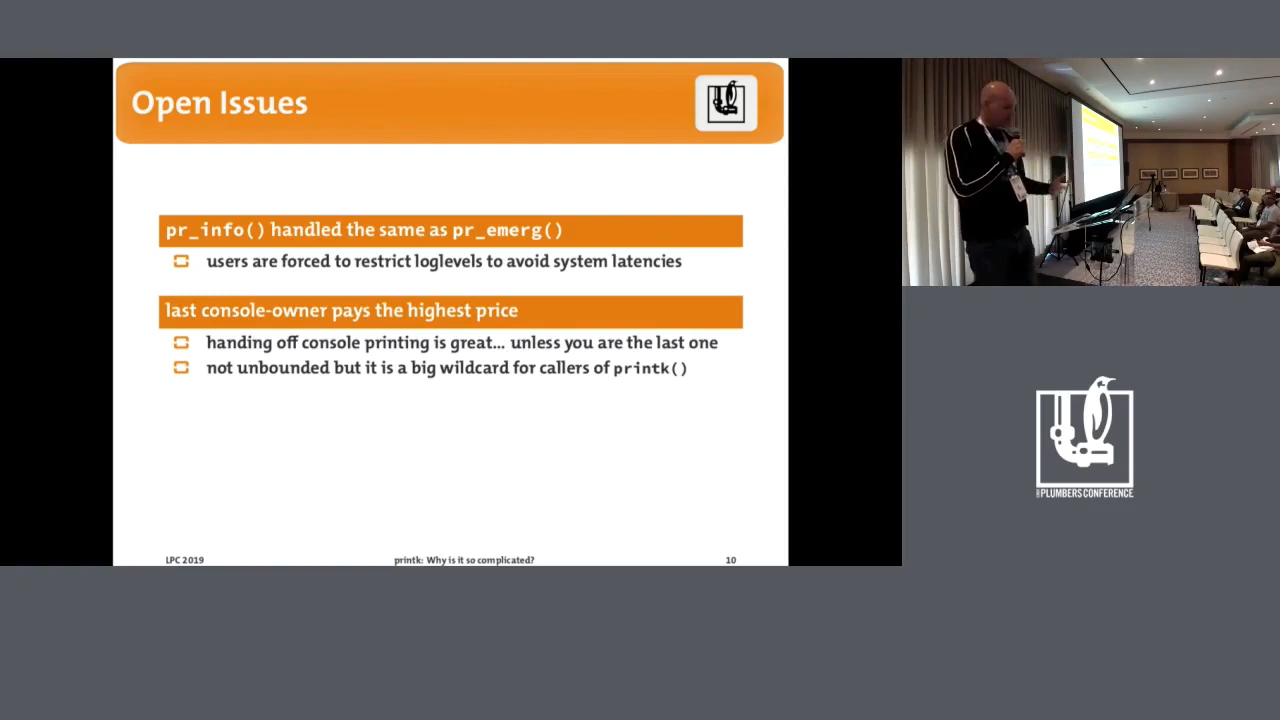 Open Issues
pr_info() handled the same as pr_emerg()
users are forced to restrict loglevels to avoid system latencies
last console-owner pays the highest price
handing off console printing is great... unless you are the last one
not unbounded but it is a big wildcard for callers of printk()
LPC 2019
printk: Why is it so complicated?
10
PLUMBERS CONFERENCE